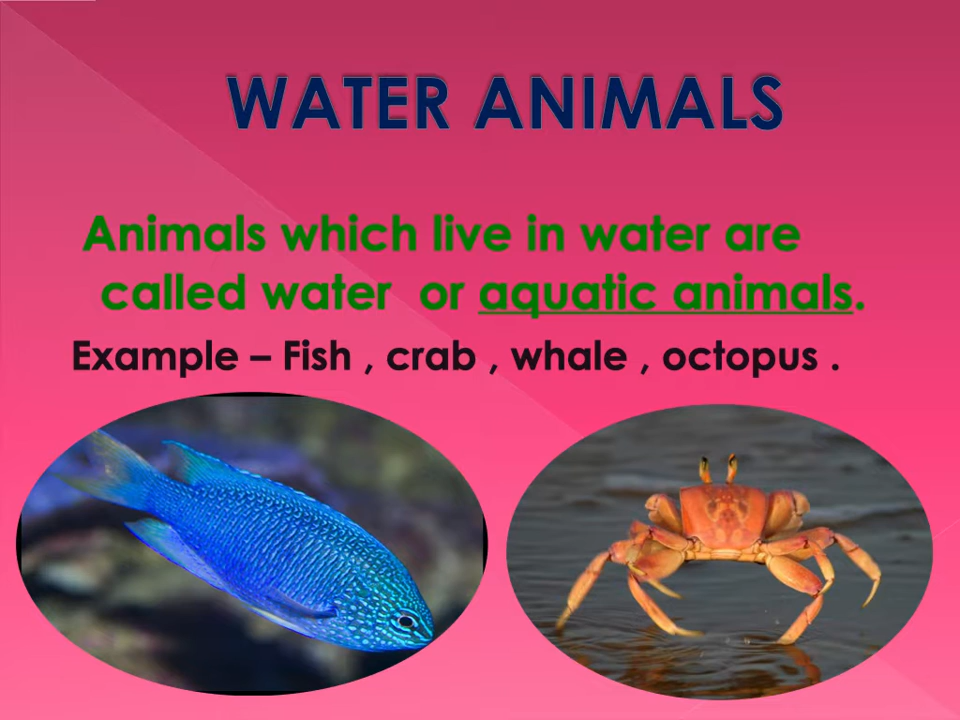 WATER ANIMALS
Animals which live in water are
called water  or aquatic animals.
Example – Fish , crab , whale , octopus .